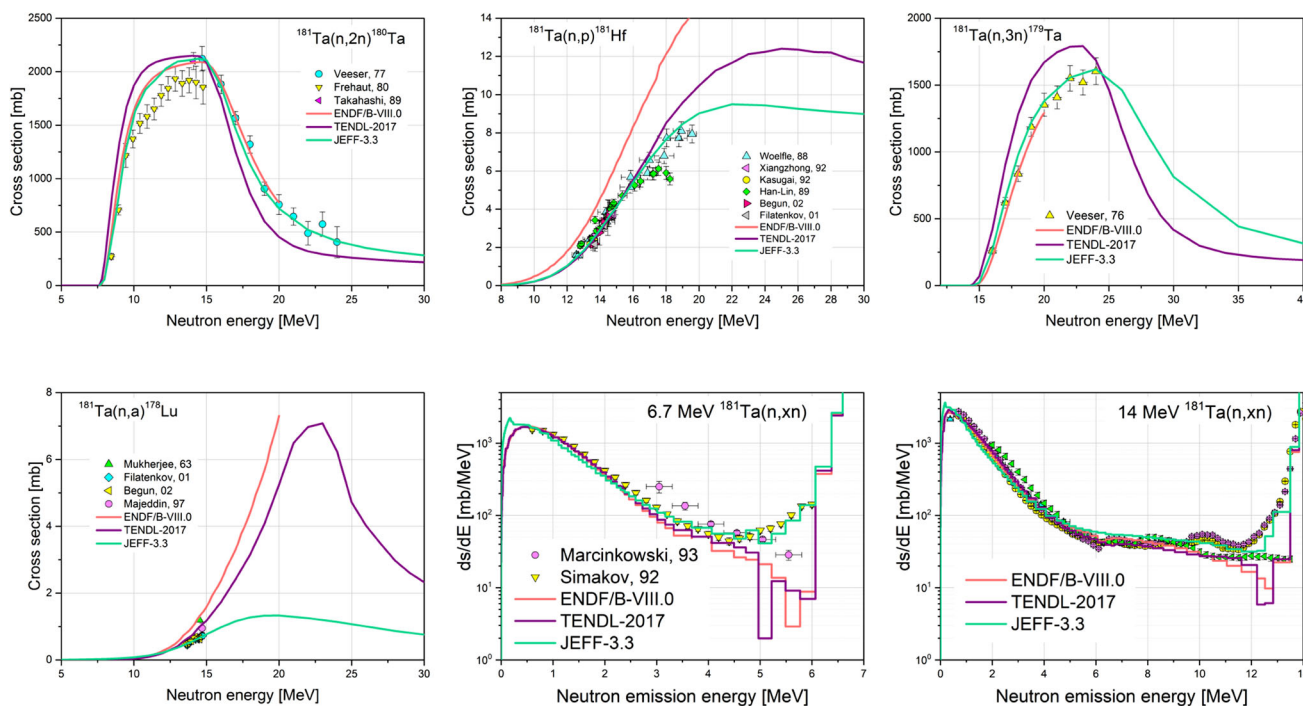 ¹⁸¹Ta(n,2n)¹⁸⁰Ta
Cross section [mb]
2500
2000
1500
1000
500
0
Veeser, 77
Frehaut, 80
Takahashi, 89
ENDF/B-VIII.0
TENDL-2017
JEFF-3.3
5 10 15 20 25 30
Neutron energy [MeV]
¹⁸¹Ta(n,p)¹⁸¹Hf
Cross section [mb]
14
12
10
8
6
4
2
0
Woelfle, 88
Xiangzhong, 92
Kasugai, 92
Han-Lin, 89
Begun, 02
Filatenkov, 01
ENDF/B-VIII.0
TENDL-2017
JEFF-3.3
8 10 12 14 16 18 20 22 24 26 28 30
Neutron energy [MeV]
¹⁸¹Ta(n,3n)¹⁷⁹Ta
Cross section [mb]
3000
2500
2000
1500
1000
500
0
Veeser, 76
ENDF/B-VIII.0
TENDL-2017
JEFF-3.3
15 20 25 30 35
Neutron energy [MeV]
¹⁸¹Ta(n,a)¹⁷⁸Lu
Cross section [mb]
8
6
4
2
0
Mukherjee, 63
Filatenkov, 01
Begun, 02
Majeddin, 97
ENDF/B-VIII.0
TENDL-2017
JEFF-3.3
5 10 15 20 25 30
Neutron energy [MeV]
6.7 MeV ¹⁸¹Ta(n,xn)
ds/dE [mb/MeV]
10³
10²
10¹
10⁰
Marcinkowski, 93
Simakov, 92
ENDF/B-VIII.0
TENDL-2017
JEFF-3.3
0 1 2 3 4 5 6 7
Neutron emission energy [MeV]
14 MeV ¹⁸¹Ta(n,xn)
ds/dE [mb/MeV]
10³
10²
10¹
10⁰
ENDF/B-VIII.0
TENDL-2017
JEFF-3.3
0 2 4 6 8 10 12
Neutron emission energy [MeV]